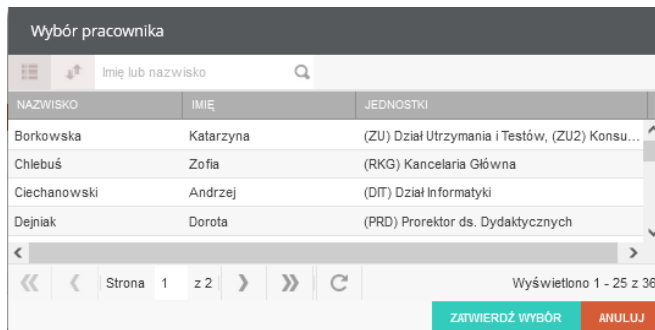 Wybór pracownika
Imię lub nazwisko
NAZWISKO IMIĘ JEDNOSTKI
Borkowska Katarzyna (ZU) Dział Utrzymania i Testów, (ZU2) Konsu...
Chlebuś Zofia (RKG) Kancelaria Główna
Ciechanowski Andrzej (DIT) Dział Informatyki
Dejniak Dorota (PRD) Prorektor ds. Dydaktycznych
Strona 1 z 2 Wyświetlono 1 - 25 z 36
ZATWIERDŹ WYBÓR ANULUJ